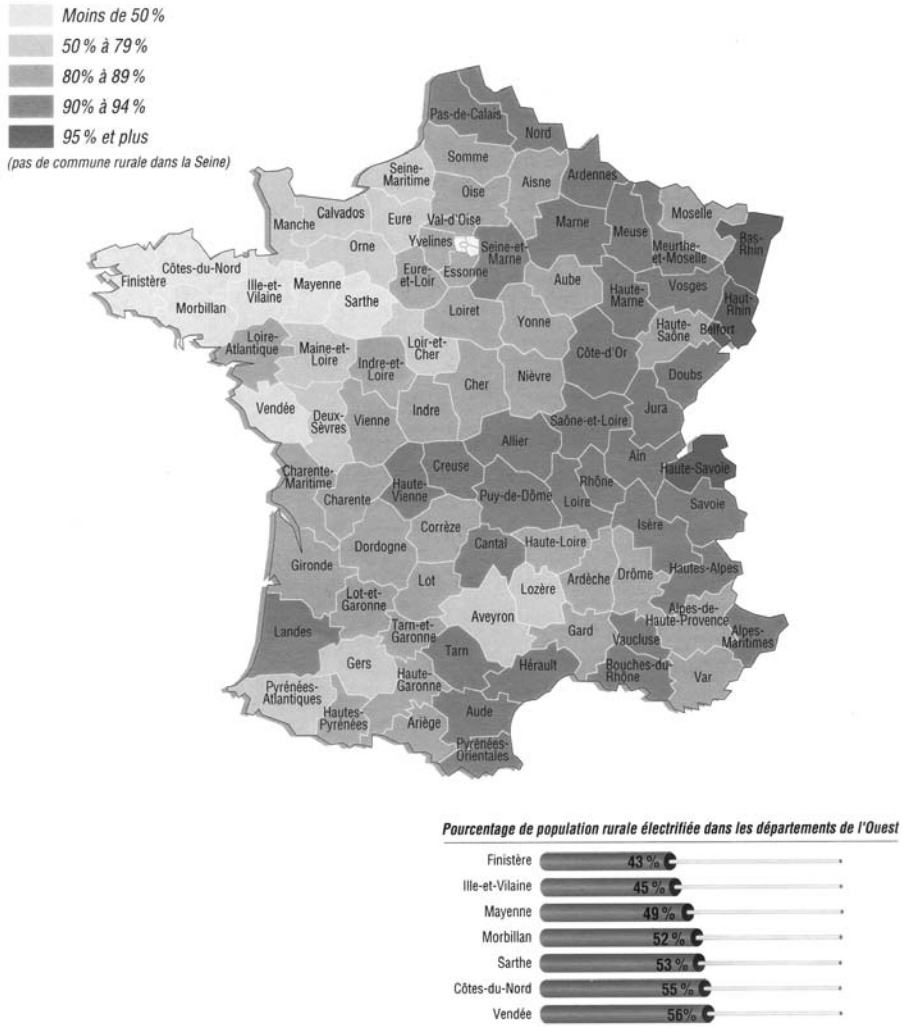 Moins de 50 %
50 % à 79 %
80% à 89 %
90% à 94 %
95 % et plus
(pas de commune rurale dans la Seine)
Pas-de-Calais
Nord
Somme
Seine-
Maritime
Oise
Aisne
Ardennes
Manche
Calvados
Eure
Val-d'Oise
Marne
Meuse
Moselle
Meurthe-
et-Moselle
Bas-
Rhin
Orne
Yvelines
Seine-et-
Marne
Essonne
Finistère
Côtes-du-Nord
Morbillan
Ille-et-
Vilaine
Mayenne
Sarthe
Eure-
et-Loir
Aube
Haute-
Marne
Vosges
Haut-
Rhin
Loiret
Yonne
Haute-
Saône
Belfort
Loire-
Atlantique
Maine-et-
Loire
Indre-et-
Loire
Loir-et-
Cher
Cher
Nièvre
Côte-d'Or
Doubs
Vendée
Deux-
Sèvres
Vienne
Indre
Saône-et-Loire
Jura
Allier
Ain
Haute-Savoie
Charente-
Maritime
Charente
Haute-
Vienne
Creuse
Puy-de-Dôme
Loire
Rhône
Savoie
Isère
Corrèze
Dordogne
Cantal
Haute-Loire
Gironde
Lot
Lozère
Ardèche
Drôme
Hautes-Alpes
Lot-et-
Garonne
Aveyron
Landes
Tarn-et-
Garonne
Tarn
Gard
Vaucluse
Alpes-de-
Haute-Provence
Alpes-
Maritimes
Gers
Haute-
Garonne
Hérault
Bouches-du-
Rhône
Var
Pyrénées-
Atlantiques
Hautes-
Pyrénées
Ariège
Aude
Pyrénées-
Orientales
Pourcentage de population rurale électrifiée dans les départements de l'Ouest
Finistère 43 %
Ille-et-Vilaine 45 %
Mayenne 49 %
Morbillan 52 %
Sarthe 53 %
Côtes-du-Nord 55 %
Vendée 56%